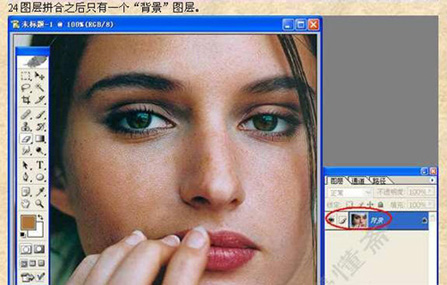 24图层拼合之后只有一个“背景”图层。
未标题-1 @ 100%(RGB/8)
图层 通道 路径
正常 不透明度: 100%
锁定: 填充: 100%
背景
懂斋